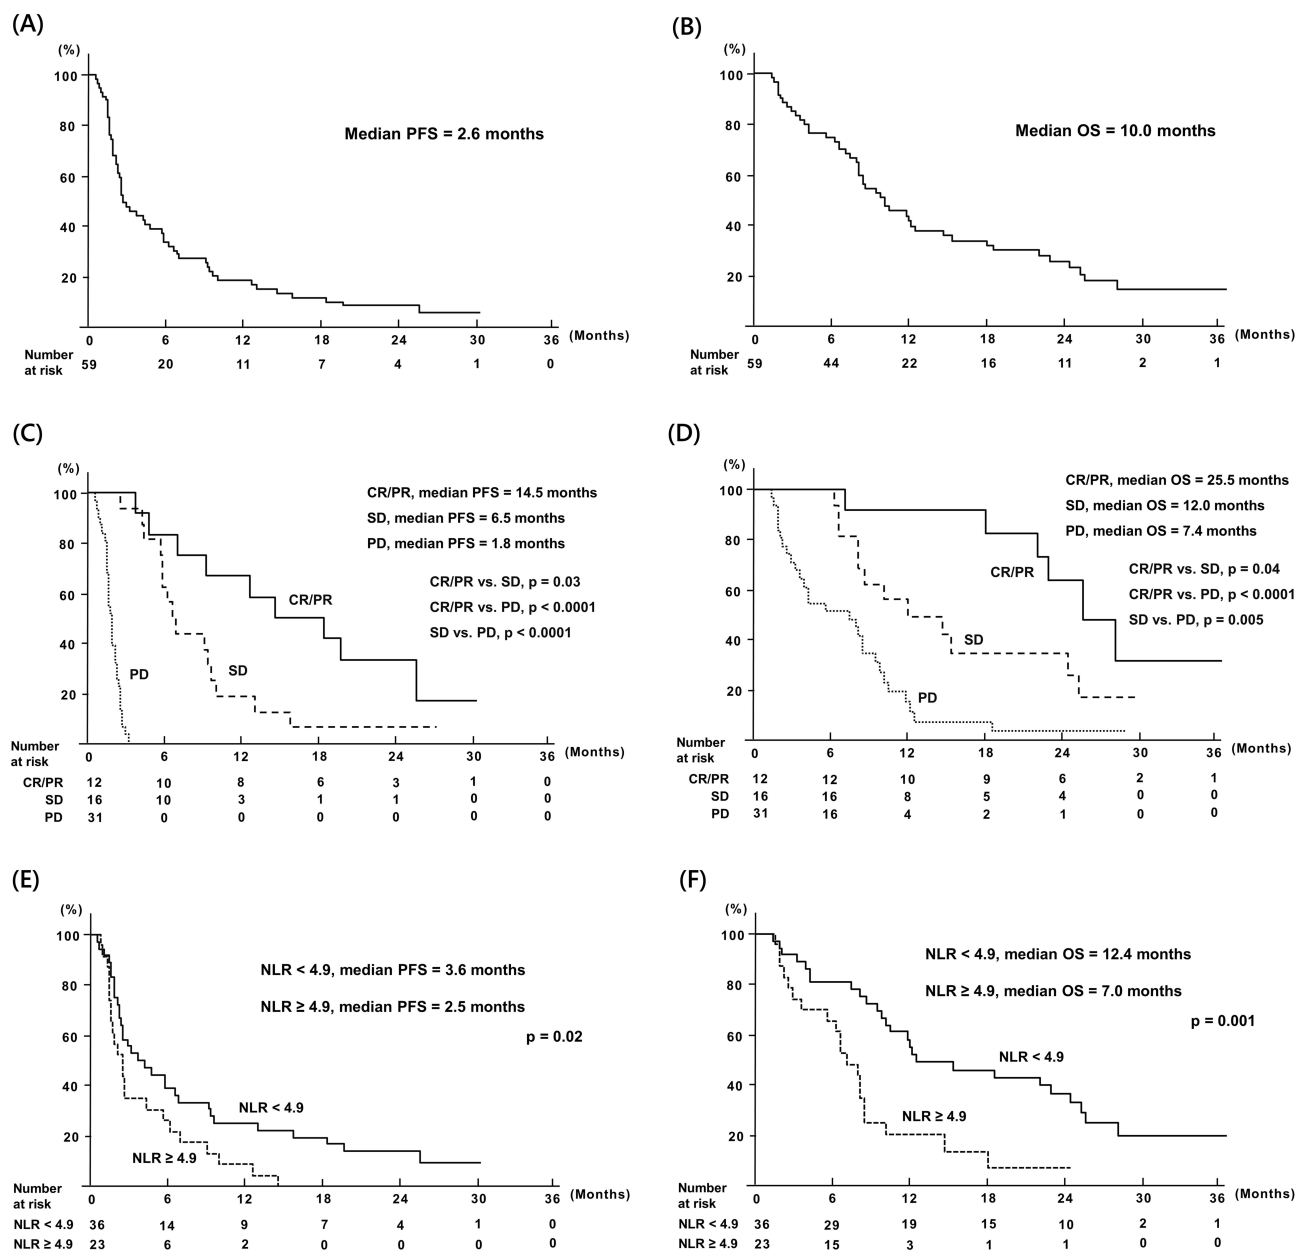 (A)
(%)
100
80
60
40
20
Median PFS = 2.6 months
0 6 12 18 24 30 36 (Months)
Number
at risk
59 20 11 7 4 1 0
(B)
(%)
100
80
60
40
20
Median OS = 10.0 months
0 6 12 18 24 30 36 (Months)
Number
at risk
59 44 22 16 11 2 1
(C)
(%)
100
80
60
40
20
CR/PR, median PFS = 14.5 months
SD, median PFS = 6.5 months
PD, median PFS = 1.8 months
CR/PR vs. SD, p = 0.03
CR/PR vs. PD, p < 0.0001
SD vs. PD, p < 0.0001
CR/PR
SD
PD
0 6 12 18 24 30 36 (Months)
Number
at risk
CR/PR 12 10 8 6 3 1 0
SD 16 10 3 1 1 0 0
PD 31 0 0 0 0 0 0
(D)
(%)
100
80
60
40
20
CR/PR, median OS = 25.5 months
SD, median OS = 12.0 months
PD, median OS = 7.4 months
CR/PR vs. SD, p = 0.04
CR/PR vs. PD, p < 0.0001
SD vs. PD, p = 0.005
CR/PR
SD
PD
0 6 12 18 24 30 36 (Months)
Number
at risk
CR/PR 12 12 10 9 6 2 1
SD 16 16 8 5 4 0 0
PD 31 16 4 2 1 0 0
(E)
(%)
100
80
60
40
20
NLR < 4.9, median PFS = 3.6 months
NLR ≥ 4.9, median PFS = 2.5 months
p = 0.02
NLR < 4.9
NLR ≥ 4.9
0 6 12 18 24 30 36 (Months)
Number
at risk
NLR < 4.9 36 14 9 7 4 1 0
NLR ≥ 4.9 23 6 2 0 0 0 0
(F)
(%)
100
80
60
40
20
NLR < 4.9, median OS = 12.4 months
NLR ≥ 4.9, median OS = 7.0 months
p = 0.001
NLR < 4.9
NLR ≥ 4.9
0 6 12 18 24 30 36 (Months)
Number
at risk
NLR < 4.9 36 29 19 15 10 2 1
NLR ≥ 4.9 23 15 3 1 1 0 0